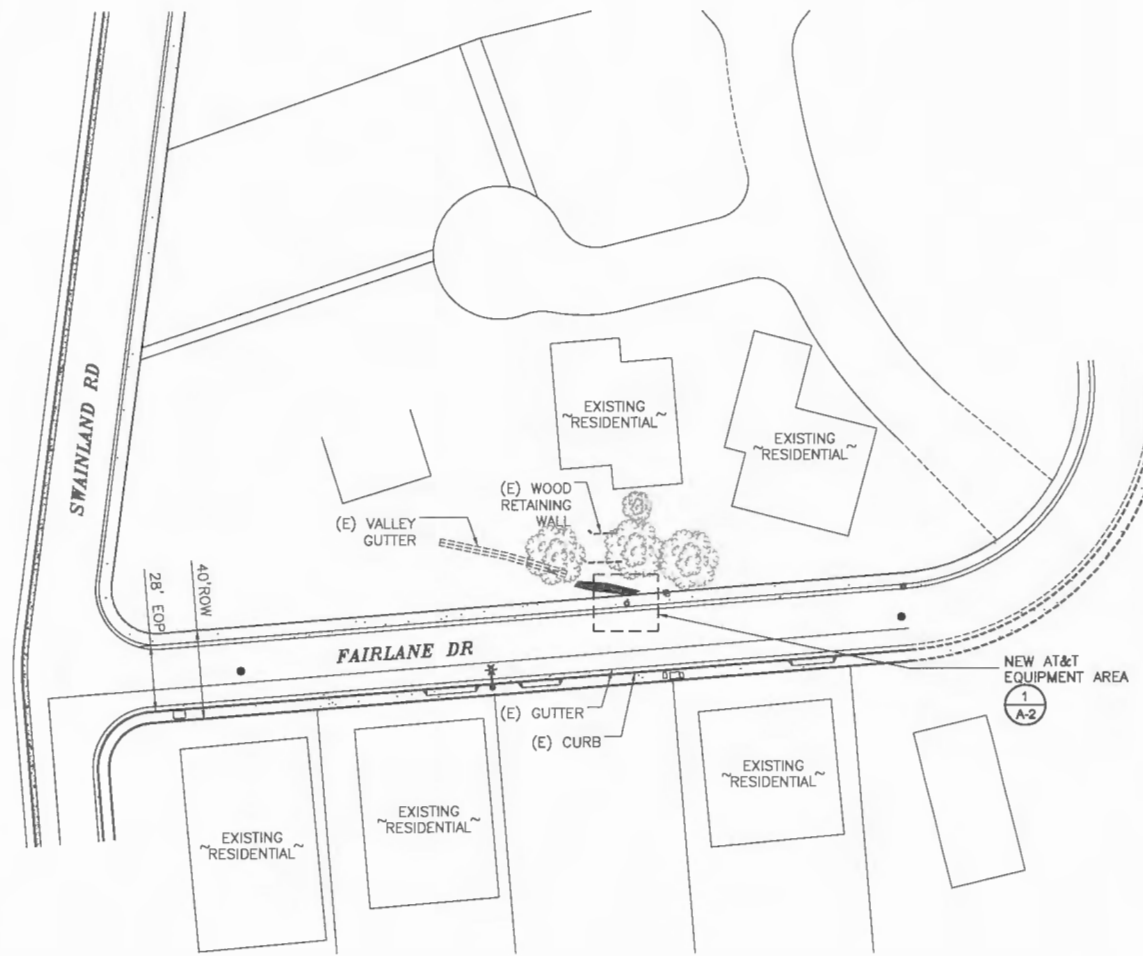 SWAINLAND RD
EXISTING
~RESIDENTIAL~
EXISTING
~RESIDENTIAL~
(E) WOOD
RETAINING
WALL
(E) VALLEY
GUTTER
28' EOP
40'ROW
FAIRLANE DR
NEW AT&T
EQUIPMENT AREA
1
A-2
(E) GUTTER
(E) CURB
EXISTING
~RESIDENTIAL~
EXISTING
~RESIDENTIAL~
EXISTING
~RESIDENTIAL~